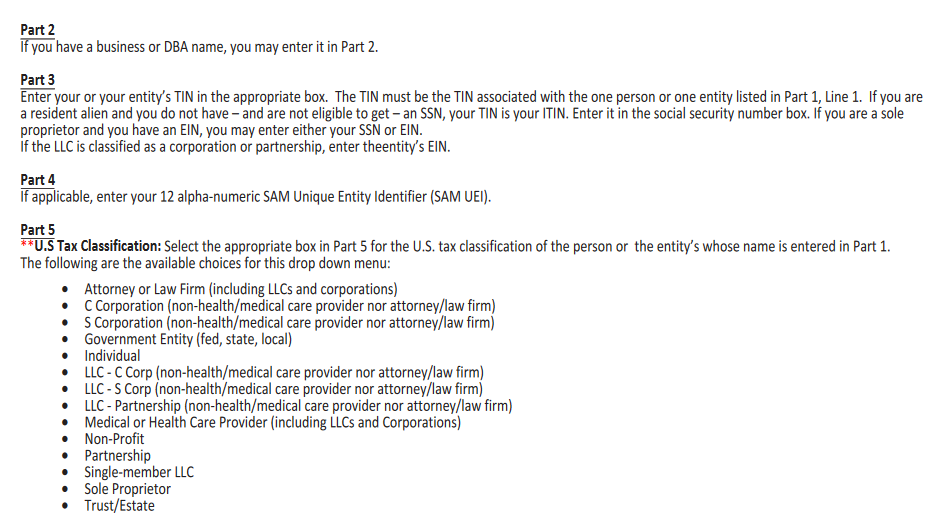 Part 2
If you have a business or DBA name, you may enter it in Part 2.
Part 3
Enter your or your entity's TIN in the appropriate box. The TIN must be the TIN associated with the one person or one entity listed in Part 1, Line 1. If you are
a resident alien and you do not have – and are not eligible to get – an SSN, your TIN is your ITIN. Enter it in the social security number box. If you are a sole
proprietor and you have an EIN, you may enter either your SSN or EIN.
If the LLC is classified as a corporation or partnership, enter theentity's EIN.
Part 4
If applicable, enter your 12 alpha-numeric SAM Unique Entity Identifier (SAM UEI).
Part 5
**U.S Tax Classification: Select the appropriate box in Part 5 for the U.S. tax classification of the person or the entity's whose name is entered in Part 1.
The following are the available choices for this drop down menu:
• Attorney or Law Firm (including LLCs and corporations)
• C Corporation (non-health/medical care provider nor attorney/law firm)
• S Corporation (non-health/medical care provider nor attorney/law firm)
• Government Entity (fed, state, local)
• Individual
• LLC - C Corp (non-health/medical care provider nor attorney/law firm)
• LLC - S Corp (non-health/medical care provider nor attorney/law firm)
• LLC - Partnership (non-health/medical care provider nor attorney/law firm)
• Medical or Health Care Provider (including LLCs and Corporations)
• Non-Profit
• Partnership
• Single-member LLC
• Sole Proprietor
• Trust/Estate